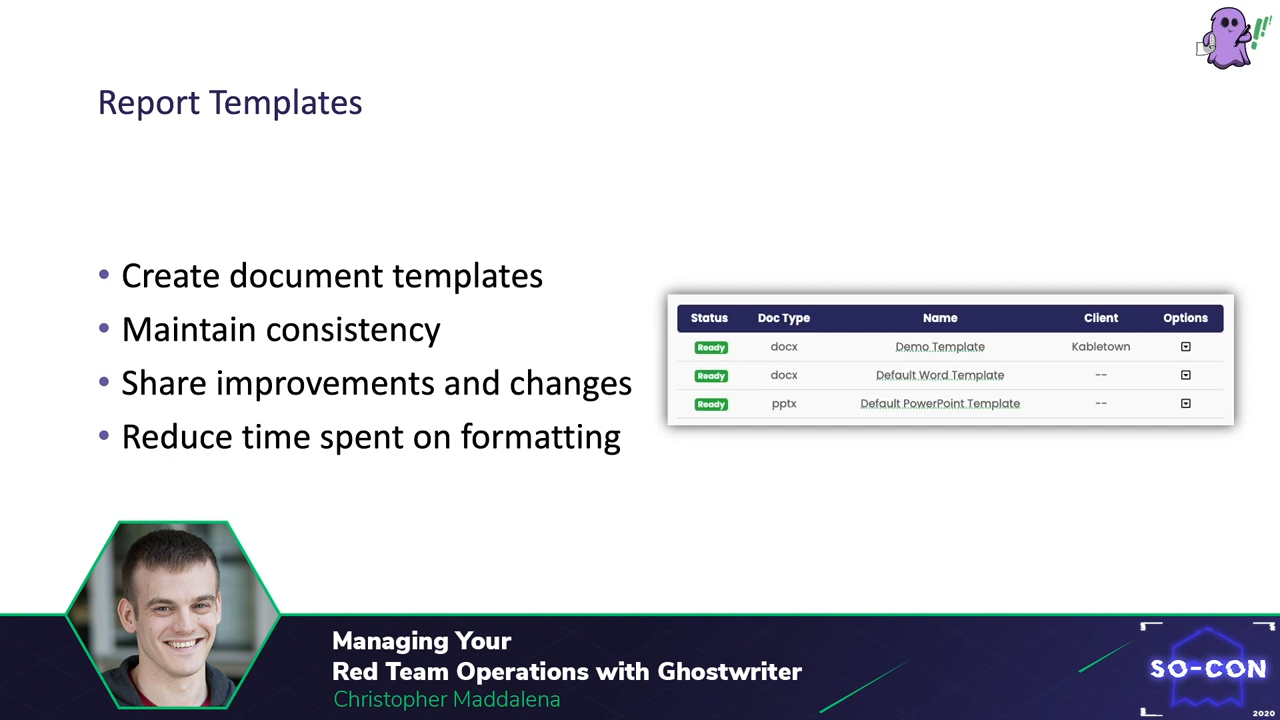 Report Templates
• Create document templates
• Maintain consistency
• Share improvements and changes
• Reduce time spent on formatting
Status Doc Type Name Client Options
Ready docx Demo Template Kabletown
Ready docx Default Word Template --
Ready pptx Default PowerPoint Template --
Managing Your
Red Team Operations with Ghostwriter
Christopher Maddalena
SO-CON
2020